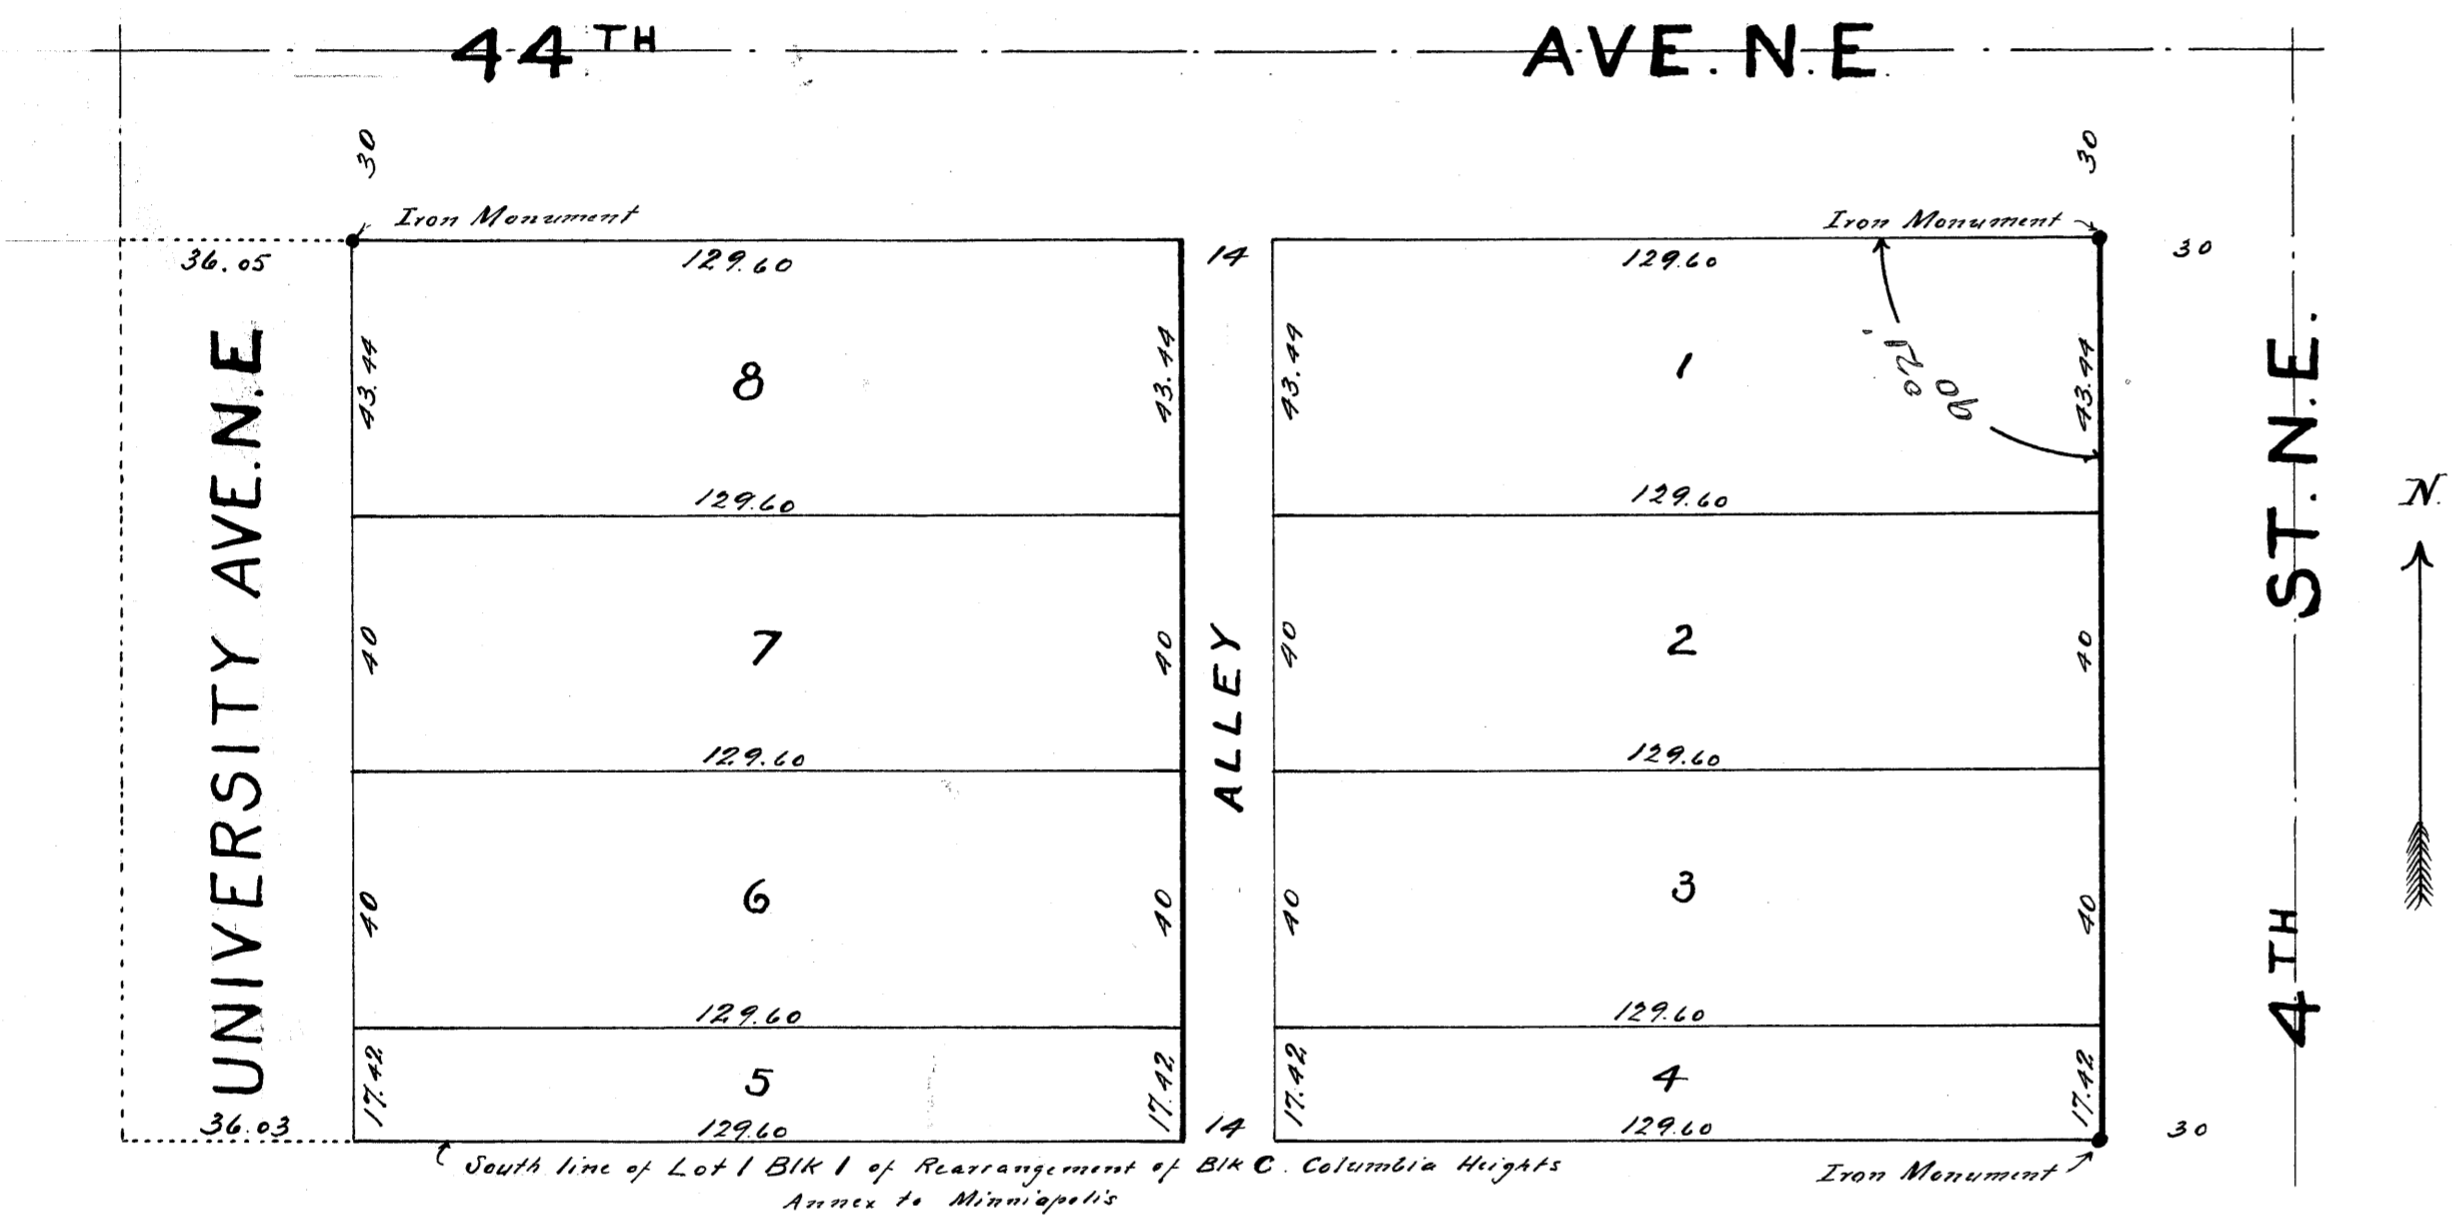 44TH AVE. N.E.
30 30
Iron Monument Iron Monument
36.05 129.60 14 129.60 30
43.44 43.44 43.44 43.44
8 1
129.60 129.60
UNIVERSITY AVE.N.E
4TH ST.N.E.
N.
40 40 40 40
7 2
ALLEY
129.60 129.60
40 40 40 40
6 3
129.60 129.60
17.42 17.42 17.42 17.42
5 4
36.03 129.60 14 129.60 30
South line of Lot 1 Blk 1 of Rearrangement of Blk C. Columbia Heights
Annex to Minniapolis
Iron Monument